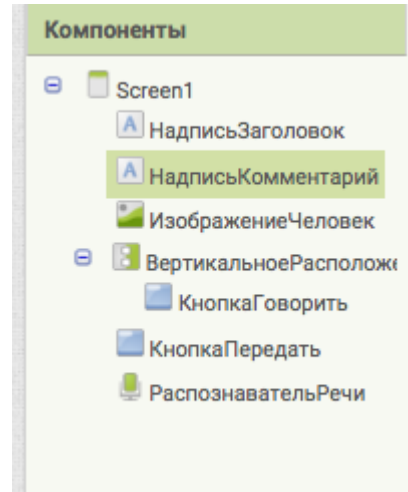 Компоненты
Screen1
A НадписьЗаголовок
A НадписьКомментарий
ИзображениеЧеловек
ВертикальноеРасположе
КнопкаГоворить
КнопкаПередать
РаспознавательРечи